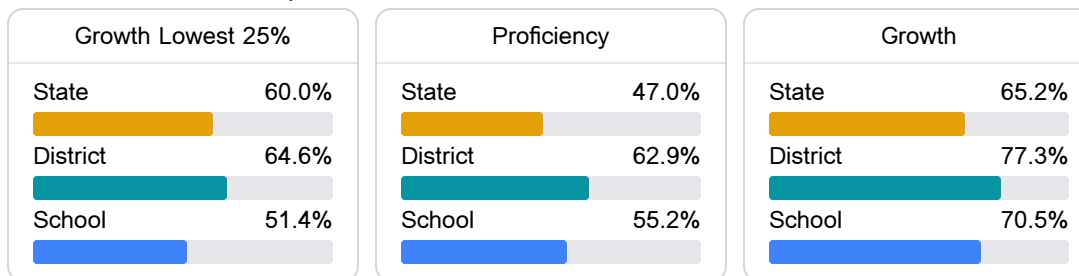 Growth Lowest 25%
State 60.0%
District 64.6%
School 51.4%
Proficiency
State 47.0%
District 62.9%
School 55.2%
Growth
State 65.2%
District 77.3%
School 70.5%